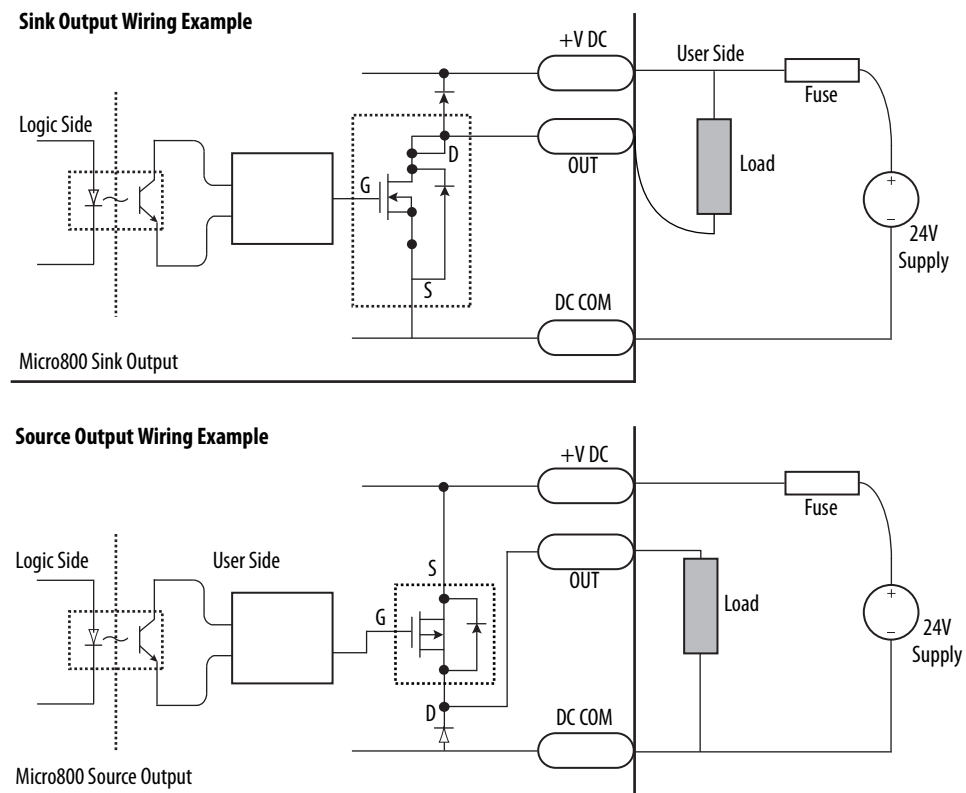 Sink Output Wiring Example
+V DC
User Side
Fuse
Logic Side
D
OUT
Load
G
+
−
24V
Supply
S
DC COM
Micro800 Sink Output
Source Output Wiring Example
+V DC
Fuse
Logic Side
User Side
S
OUT
Load
G
+
−
24V
Supply
D
DC COM
Micro800 Source Output